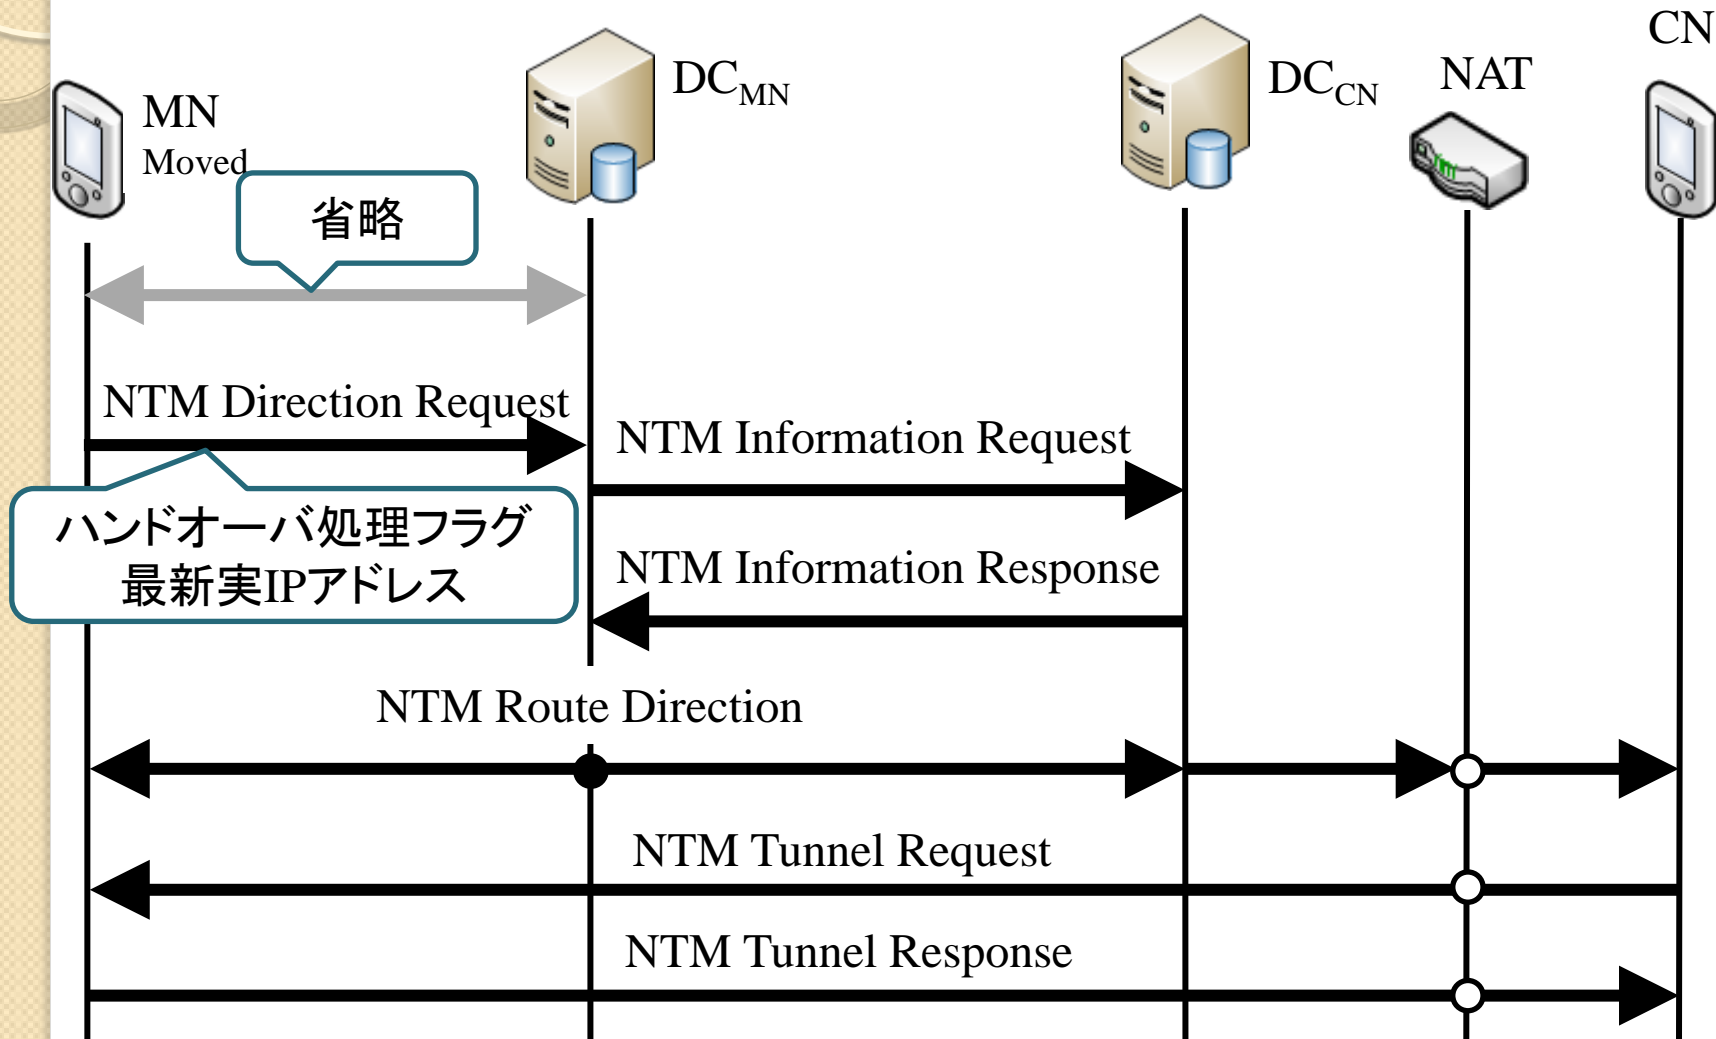 CN
DCMN
DCCN
NAT
MN
Moved
省略
NTM Direction Request
NTM Information Request
ハンドオーバ処理フラグ
最新実IPアドレス
NTM Information Response
NTM Route Direction
NTM Tunnel Request
NTM Tunnel Response